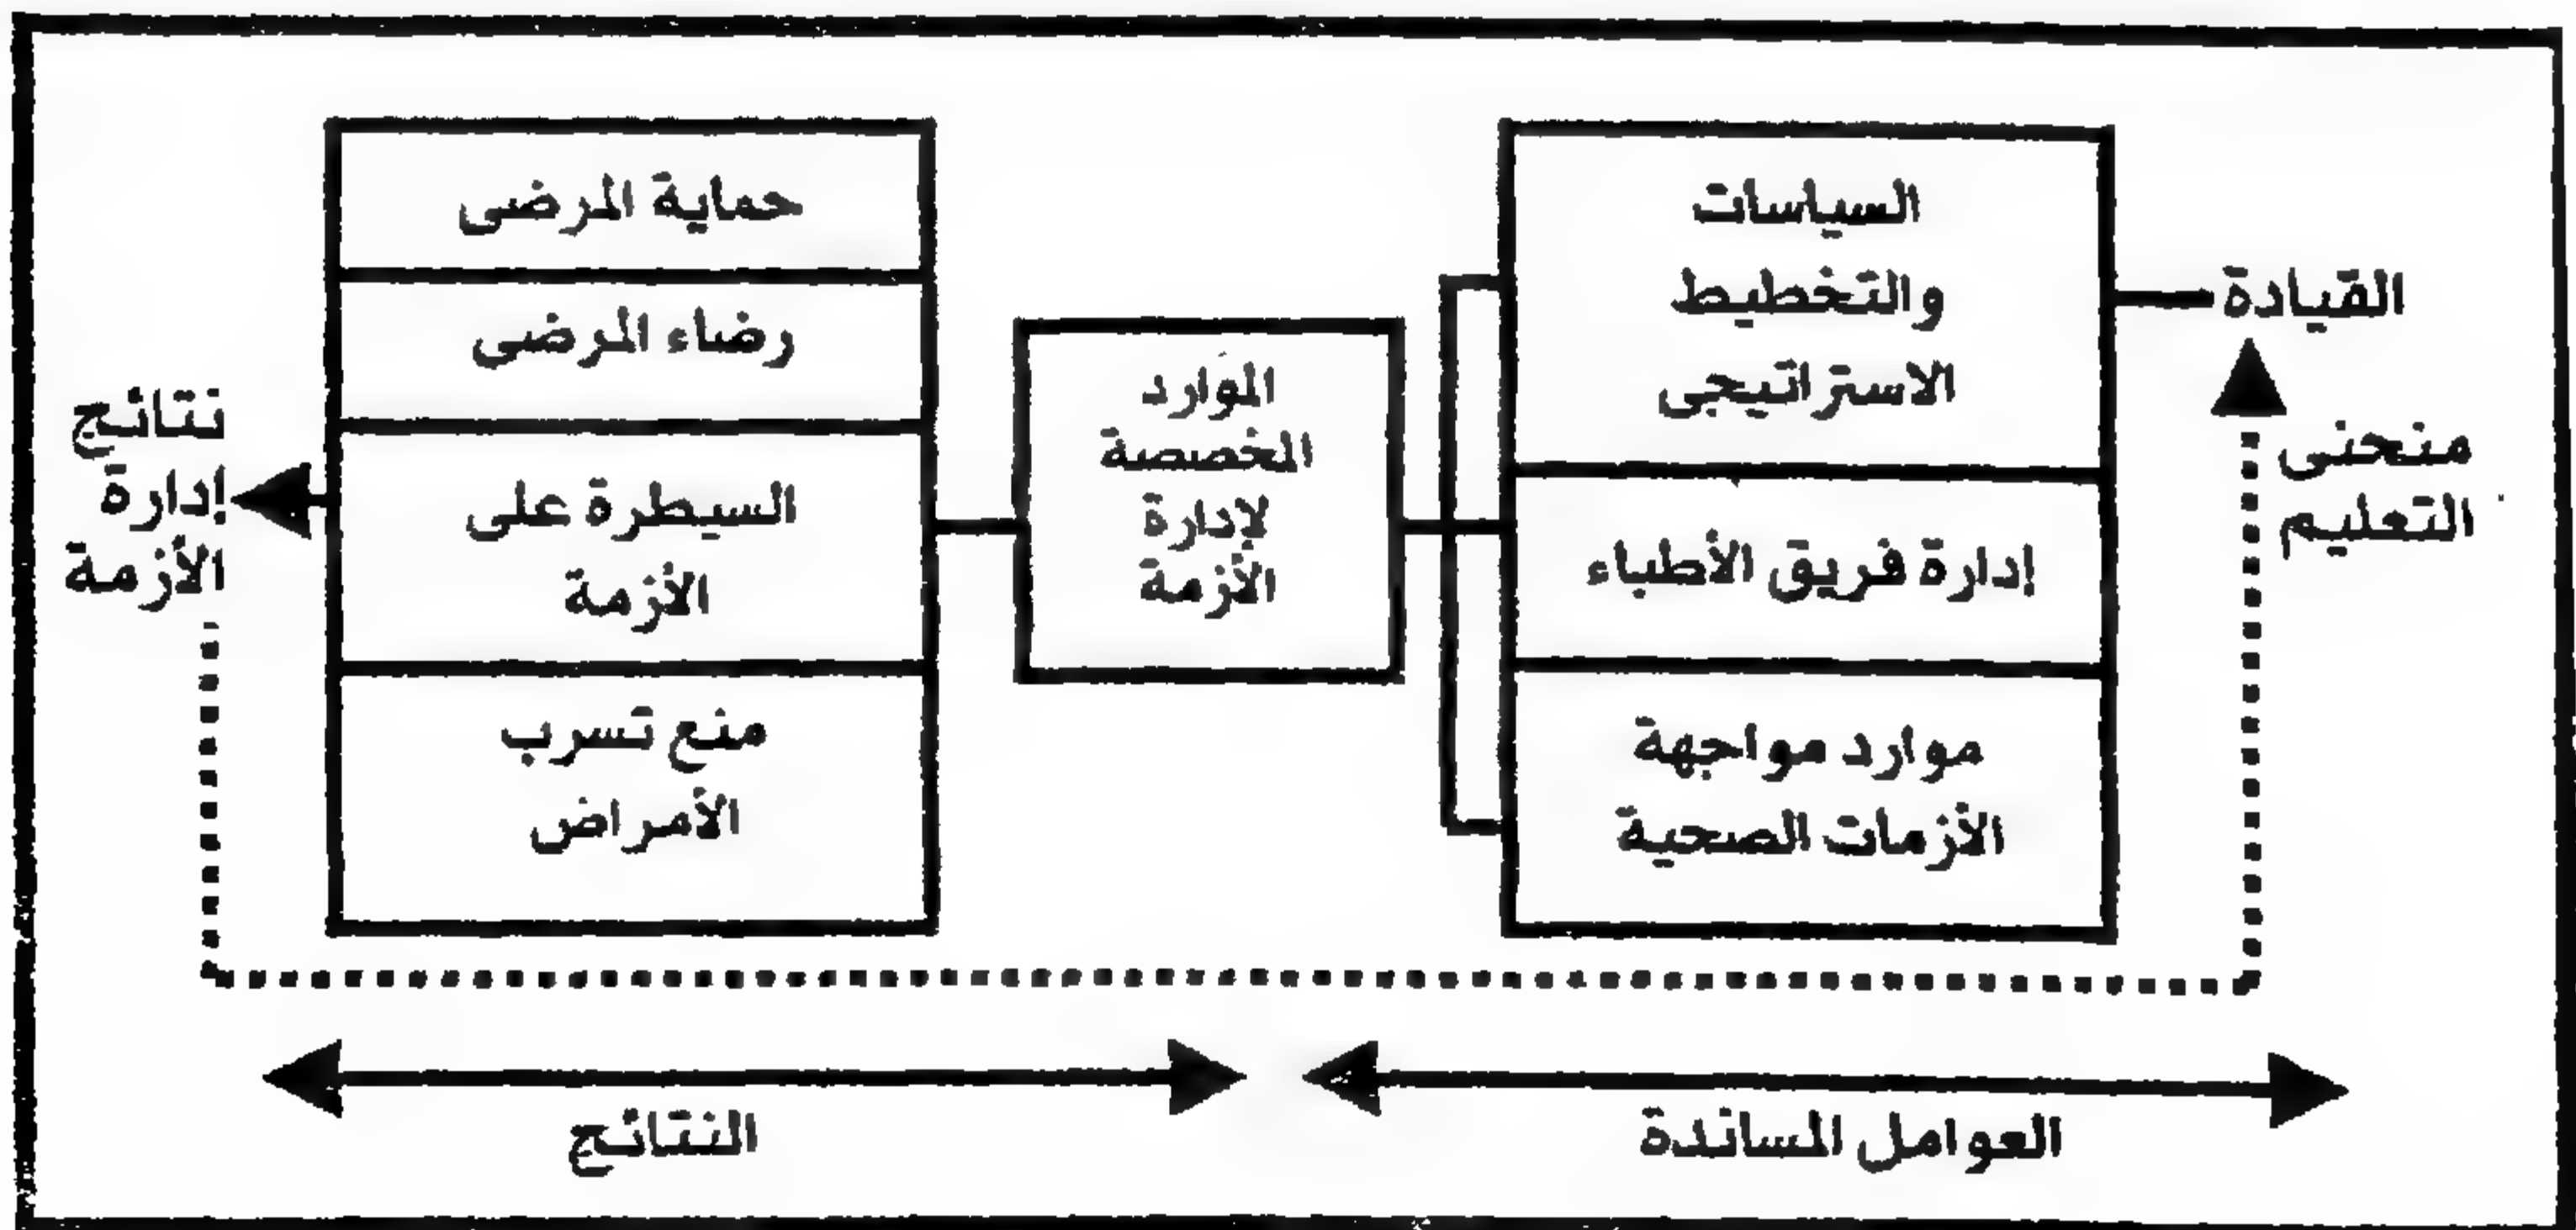 القيادة
منحنى
التعليم
السياسات
والتخطيط
الاستراتيجى
إدارة فريق الأطباء
موارد مواجهة
الأزمات الصحية
الموارد
المخصصة
لإدارة
الأزمة
حماية المرضى
رضاء المرضى
السيطرة على
الأزمة
منع تسرب
الأمراض
نتائج
إدارة
الأزمة
العوامل المساندة
النتائج